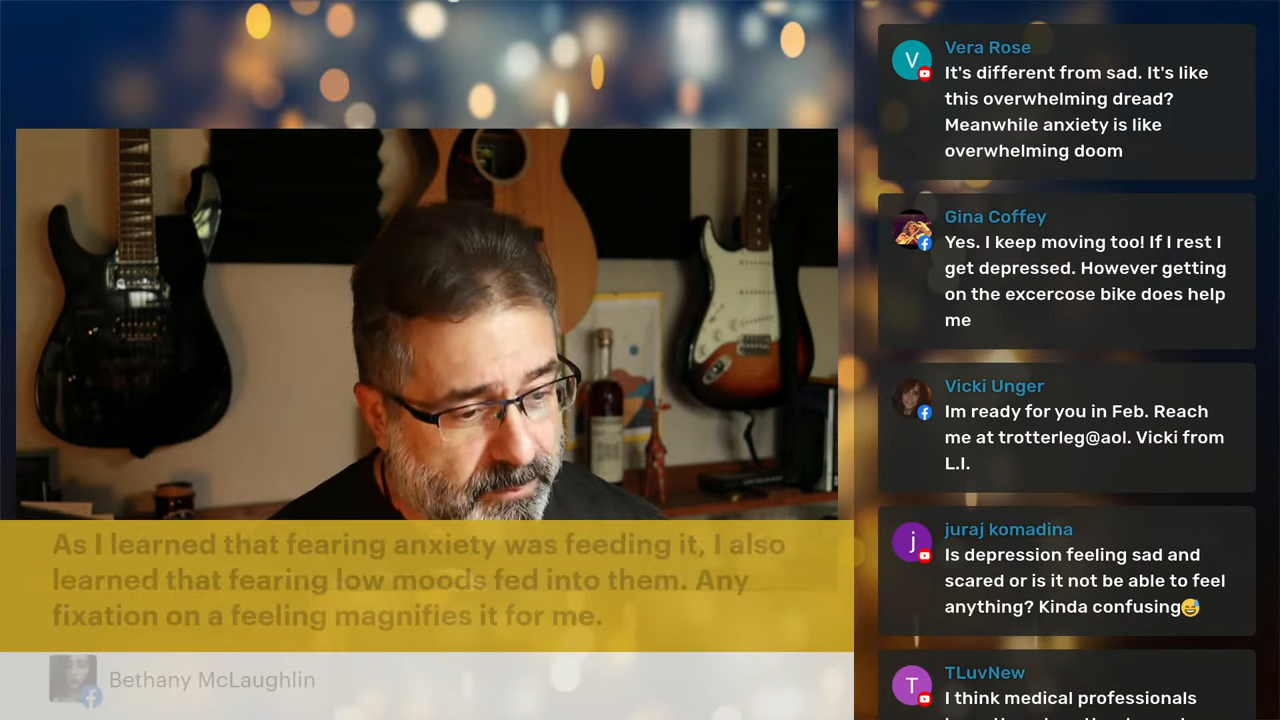 As I learned that fearing anxiety was feeding it, I also
learned that fearing low moods fed into them. Any
fixation on a feeling magnifies it for me.
Bethany McLaughlin
V
Vera Rose
It's different from sad. It's like
this overwhelming dread?
Meanwhile anxiety is like
overwhelming doom
Gina Coffey
Yes. I keep moving too! If I rest I
get depressed. However getting
on the excercose bike does help
me
Vicki Unger
Im ready for you in Feb. Reach
me at trotterleg@aol. Vicki from
L.I.
j
juraj komadina
Is depression feeling sad and
scared or is it not be able to feel
anything? Kinda confusing😅
T
TLuvNew
I think medical professionals